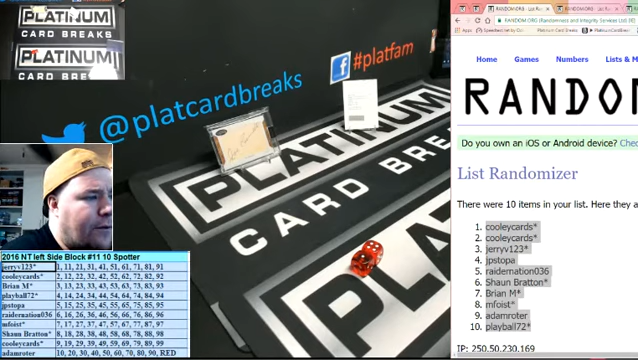 PLATINUM
CARD BREAKS
PLATINUM
CARD BREAKS
@platcardbreaks
#platfam
PLATINUM
CARD BREA
PLATI
2016 NT left Side Block #11 10 Spotter
jerryv123* 1, 11, 21, 31, 41, 51, 61, 71, 81, 91
cooleycards* 2, 12, 22, 32, 42, 52, 62, 72, 82, 92
Brian M* 3, 13, 23, 33, 43, 53, 63, 73, 83, 93
playball72* 4, 14, 24, 34, 44, 54, 64, 74, 84, 94
jpstopa 5, 15, 25, 35, 45, 55, 65, 75, 85, 95
raidernation036 6, 16, 26, 36, 46, 56, 66, 76, 86, 96
mfoist* 7, 17, 27, 37, 47, 57, 67, 77, 87, 97
Shaun Bratton* 8, 18, 28, 38, 48, 58, 68, 78, 88, 98
cooleycards* 9, 19, 29, 39, 49, 59, 69, 79, 89, 99
adamroter 10, 20, 30, 40, 50, 60, 70, 80, 90, RED
Home Games Numbers Lists & M
RANDO
Do you own an iOS or Android device? Chec
List Randomizer
There were 10 items in your list. Here they a
1. cooleycards*
2. cooleycards*
3. jerryv123*
4. jpstopa
5. raidernation036
6. Shaun Bratton*
7. Brian M*
8. mfoist*
9. adamroter
10. playball72*
IP: 250.50.230.169